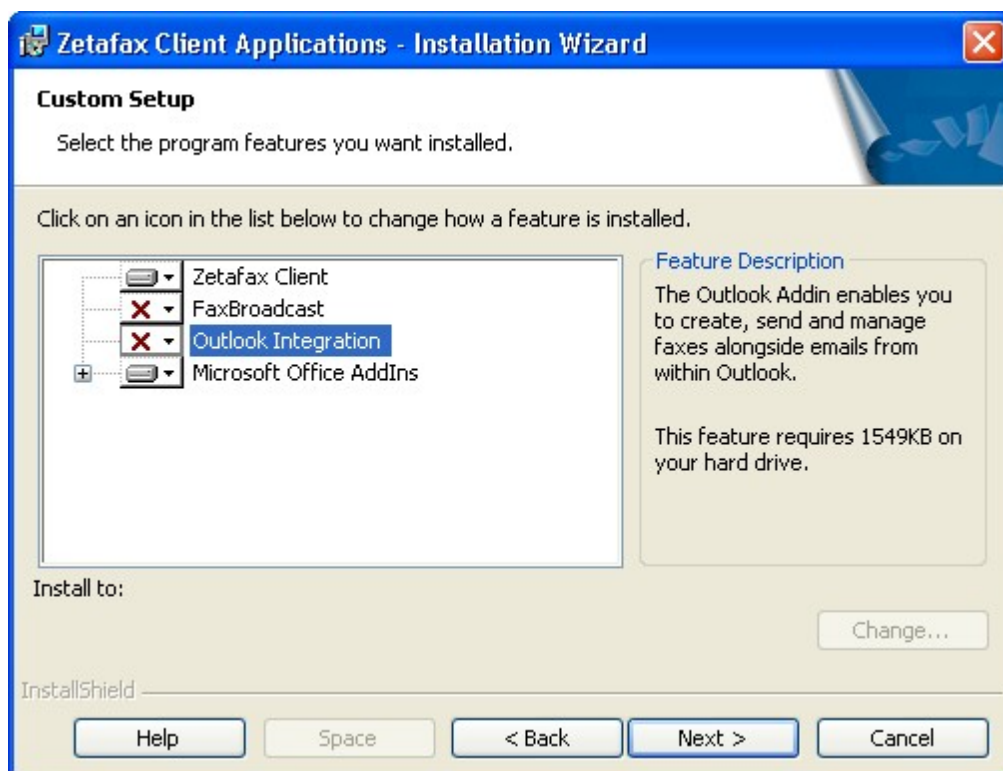 Zetafax Client Applications - Installation Wizard
Custom Setup
Select the program features you want installed.
Click on an icon in the list below to change how a feature is installed.
Zetafax Client
FaxBroadcast
Outlook Integration
Microsoft Office AddIns
Feature Description
The Outlook Addin enables you
to create, send and manage
faxes alongside emails from
within Outlook.
This feature requires 1549KB on
your hard drive.
Install to:
Change...
InstallShield
Help
Space
< Back
Next >
Cancel